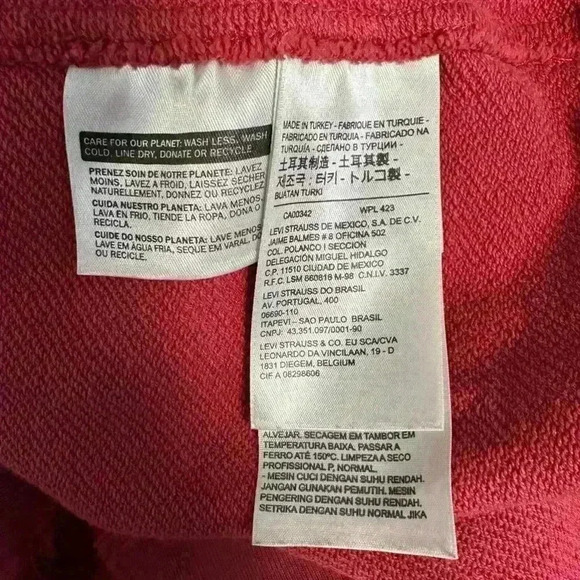 CARE FOR OUR PLANET: WASH LESS, WASH
COLD, LINE DRY, DONATE OR RECYCLE.
PRENEZ SOIN DE NOTRE PLANETE: LAVEZ
MOINS, LAVEZ A FROID, LAISSEZ SECHER
NATURELLEMENT, DONNEZ OU RECYCLEZ
CUIDA NUESTRO PLANETA: LAVA MENOS,
LAVA EN FRIO, TIENDE LA ROPA, DONA O
RECICLA.
CUIDE DO NOSSO PLANETA: LAVE MENOS
LAVE EM ÁGUA FRIA, SEQUE EM VARAL, DO
OU RECICLE.
MADE IN TURKEY - FABRIQUE EN TURQUIE -
FABRICADO EN TURQUIA - FABRICADO NA
TURQUÍA - СДЕЛАНО В ТУРЦИИ -
土耳其制造 - 土耳其製 -
제조국 : 터키 - トルコ製 -
BUATAN TURKI
CA00342 WPL 423
LEVI STRAUSS DE MEXICO, S.A. DE C.V.
JAIME BALMES # 8 OFICINA 502
COL. POLANCO I SECCION
DELEGACIÓN MIGUEL HIDALGO
C.P. 11510 CIUDAD DE MEXICO
R.F.C. LSM 860818 M-98 C.N.I.V. 3337
LEVI STRAUSS DO BRASIL
AV. PORTUGAL, 400
06690-110
ITAPEVI – SAO PAULO BRASIL
CNPJ: 43,351.097/0001-90
LEVI STRAUSS & CO. EU SCA/CVA
LEONARDO DA VINCILAAN, 19 - D
1831 DIEGEM, BELGIUM
CIF A 08298606
ALVEJAR. SECAGEM EM TAMBOR EM
TEMPERATURA BAIXA. PASSAR A
FERRO ATÉ 150ºC. LIMPEZA A SECO
PROFISSIONAL P, NORMAL.
- MESIN CUCI DENGAN SUHU RENDAH.
JANGAN GUNAKAN PEMUTIH. MESIN
PENGERING DENGAN SUHU RENDAH.
SETRIKA DENGAN SUHU NORMAL JIKA